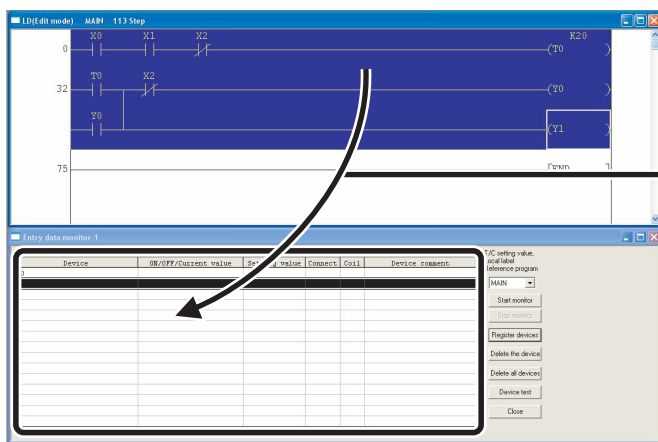 LD(Edit mode) MAIN 113 Step
X0 X1 X2 K20
0 (T0 )
T0 X2
32 (Y0 )
Y0
(Y1 )
75
Entry data monitor-1
T/C setting value,
Local label
Reference program
Device ON/OFF/Current value Setting value Connect Coil Device comment
MAIN
Start monitor
Stop monitor
Register devices
Delete the device
Delete all devices
Device test
Close